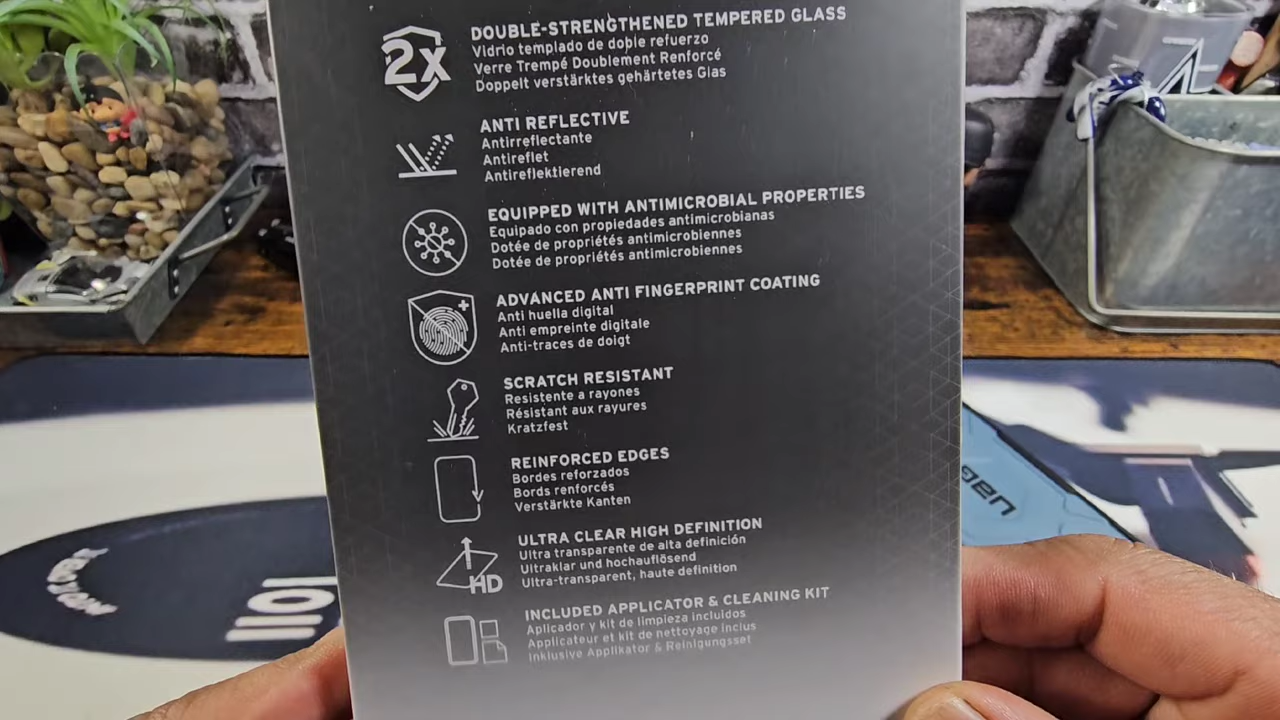 2X
DOUBLE-STRENGTHENED TEMPERED GLASS
Vidrio templado de doble refuerzo
Verre Trempé Doublement Renforcé
Doppelt verstärktes gehärtetes Glas
ANTI REFLECTIVE
Antirreflectante
Antireflet
Antireflektierend
EQUIPPED WITH ANTIMICROBIAL PROPERTIES
Equipado con propiedades antimicrobianas
Dotée de propriétés antimicrobiennes
Dotée de propriétés antimicrobiennes
ADVANCED ANTI FINGERPRINT COATING
Anti huella digital
Anti empreinte digitale
Anti-traces de doigt
SCRATCH RESISTANT
Resistente a rayones
Résistant aux rayures
Kratzfest
REINFORCED EDGES
Bordes reforzados
Bords renforcés
Verstärkte Kanten
ULTRA CLEAR HIGH DEFINITION
Ultra transparente de alta definición
Ultraklar und hochauflösend
Ultra-transparent, haute definition
HD
INCLUDED APPLICATOR & CLEANING KIT
Aplicador y kit de limpieza incluidos
Applicateur et kit de nettoyage inclus
Inklusive Applikator & Reinigungsset